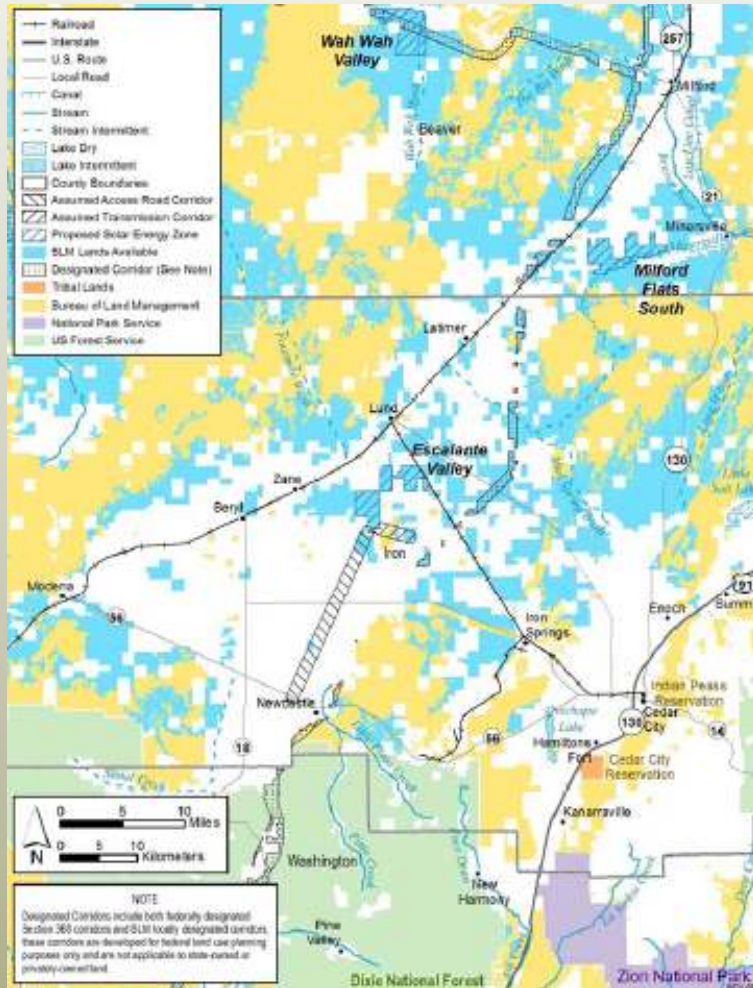 Railroad
Interstate
U.S. Route
Local Road
Canal
Stream
Stream Intermittent
Lake Dry
Lake Intermittent
County Boundaries
Assumed Access Road Corridor
Assumed Transmission Corridor
Proposed Solar Energy Zone
BLM Lands Available
Designated Corridor (See Note)
Tribal Lands
Bureau of Land Management
National Park Service
US Forest Service
Wah Wah
Valley
257
Milford
Beaver
21
Minersville
Milford
Flats
South
Latimer
Lund
Escalante
Valley
130
Zane
Beryl
Iron
Modena
56
Enoch
Summ
Iron
Springs
Newcastle
Indian Peaks
Reservation
Cedar
City
130
14
18
56
Lake
Hamiltons
Fort
Cedar City
Reservation
Kanarraville
0 5 10
Miles
0 5 10
Kilometers
N
Washington
New
Harmony
Pine
Valley
NOTE
Designated Corridors include both federally designated
Section 368 corridors and BLM locally designated corridors,
these corridors are developed for federal land use planning
purposes only and are not applicable to state-owned or
privately-owned land.
Dixie National Forest
Zion National Park